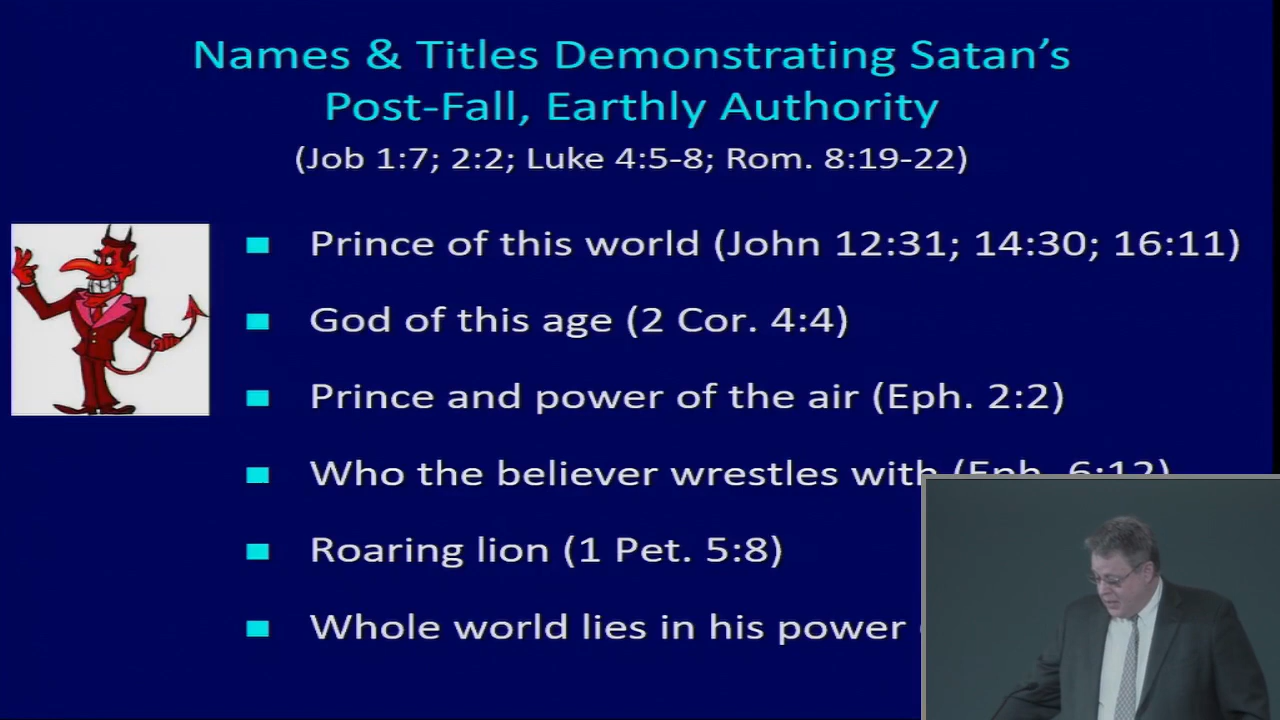 Names & Titles Demonstrating Satan's
Post-Fall, Earthly Authority
(Job 1:7; 2:2; Luke 4:5-8; Rom. 8:19-22)
Prince of this world (John 12:31; 14:30; 16:11)
God of this age (2 Cor. 4:4)
Prince and power of the air (Eph. 2:2)
Who the believer wrestles with (Eph. 6:12)
Roaring lion (1 Pet. 5:8)
Whole world lies in his power